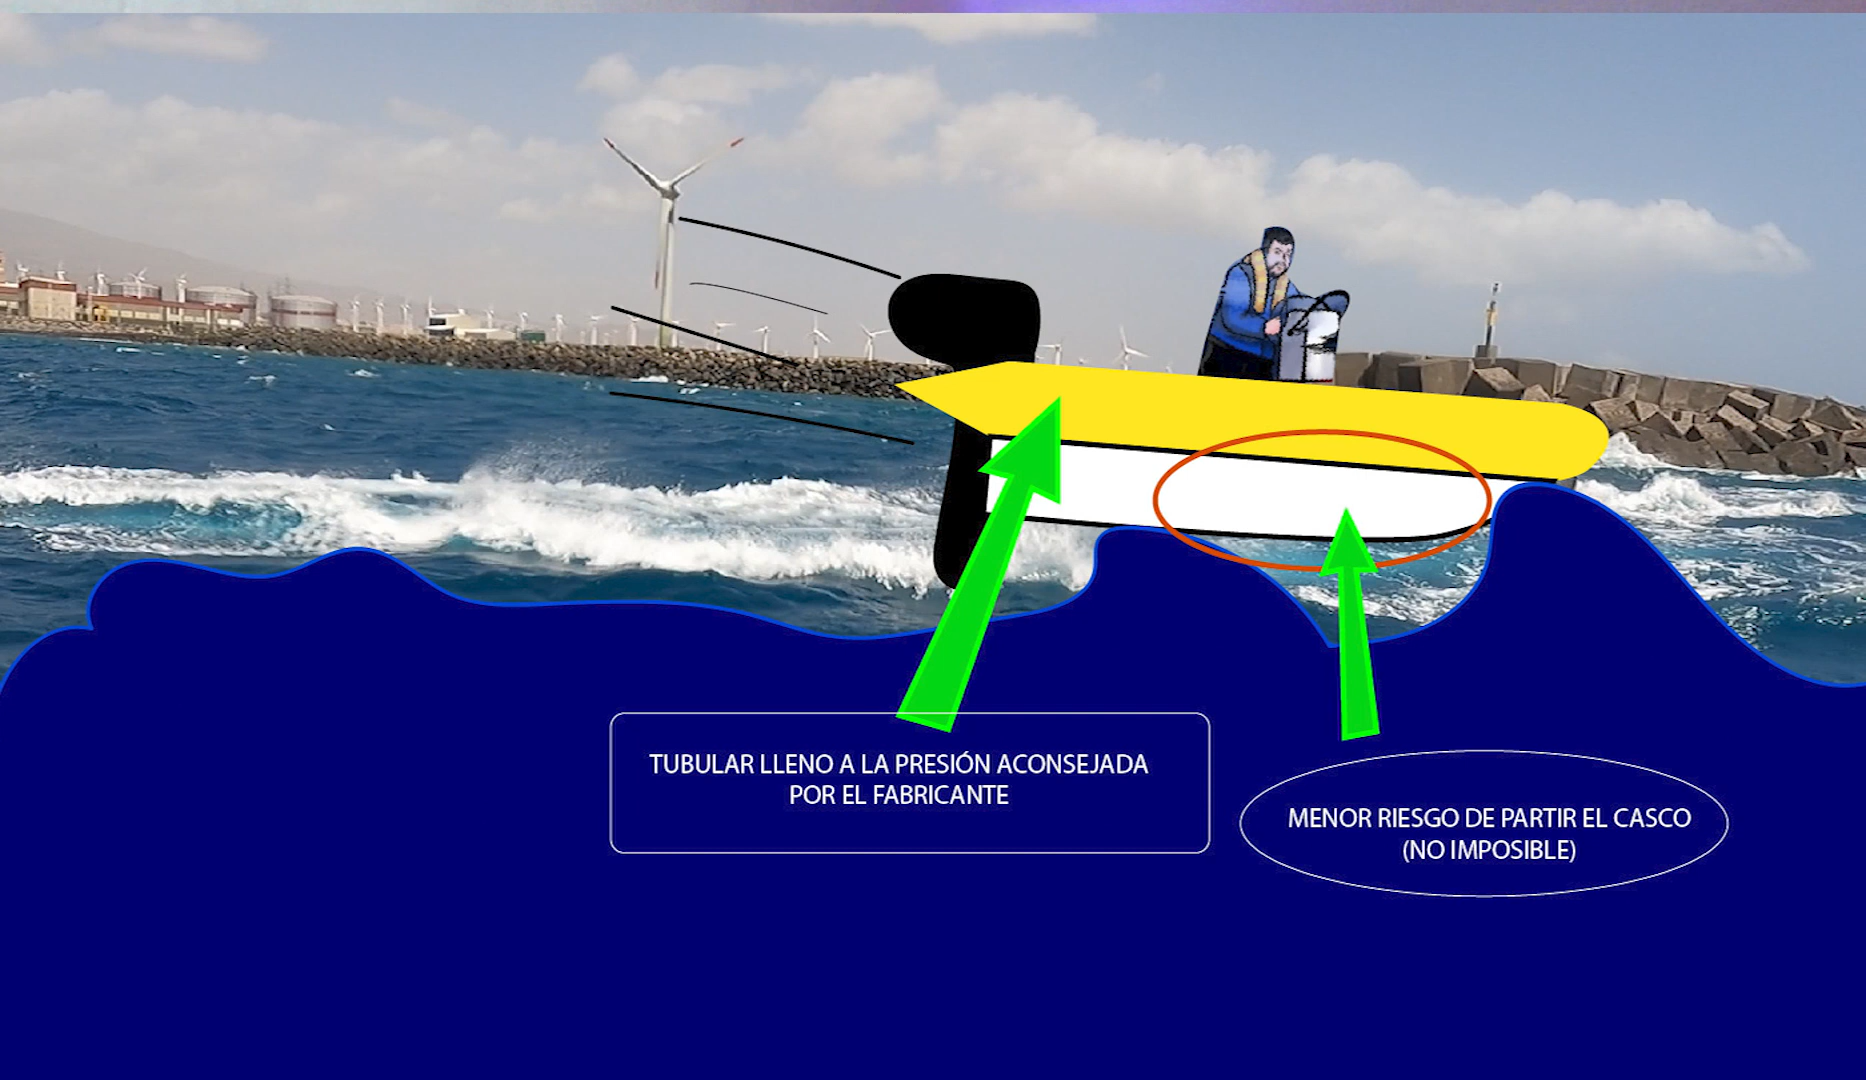 TUBULAR LLENO A LA PRESIÓN ACONSEJADA
POR EL FABRICANTE
MENOR RIESGO DE PARTIR EL CASCO
(NO IMPOSIBLE)